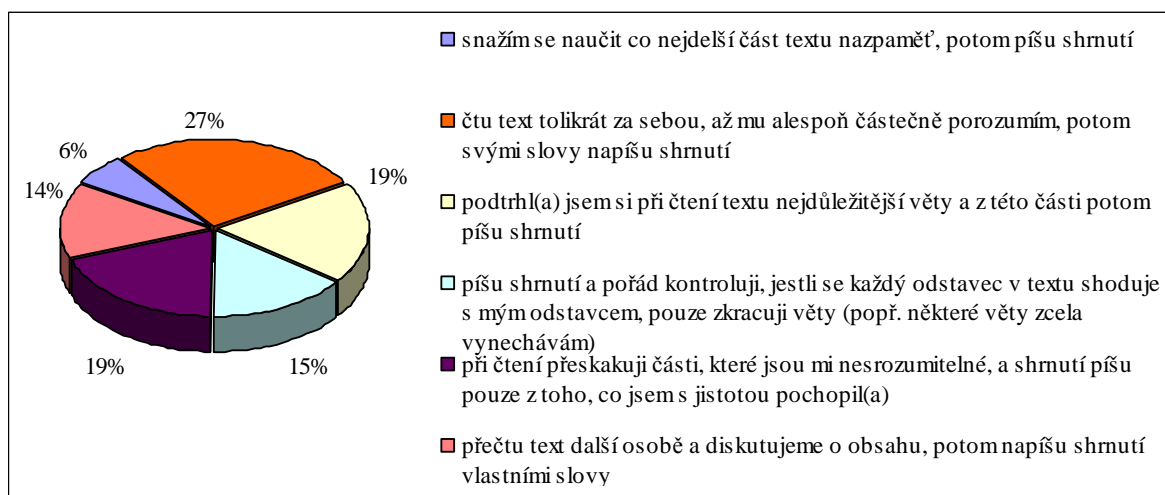 27%
6%
19%
14%
19%
15%
snažím se naučit co nejdelší část textu nazpaměť, potom píšu shrnutí
čtu text tolikrát za sebou, až mu alespoň částečně porozumím, potom
svými slovy napíšu shrnutí
podtrhl(a) jsem si při čtení textu nejdůležitější věty a z této části potom
píšu shrnutí
píšu shrnutí a pořád kontroluji, jestli se každý odstavec v textu shoduje
s mým odstavcem, pouze zkracuji věty (popř. některé věty zcela
vynechávám)
při čtení přeskakuji části, které jsou mi nesrozumitelné, a shrnutí píšu
pouze z toho, co jsem s jistotou pochopil(a)
přečtu text další osobě a diskutujeme o obsahu, potom napíšu shrnutí
vlastními slovy